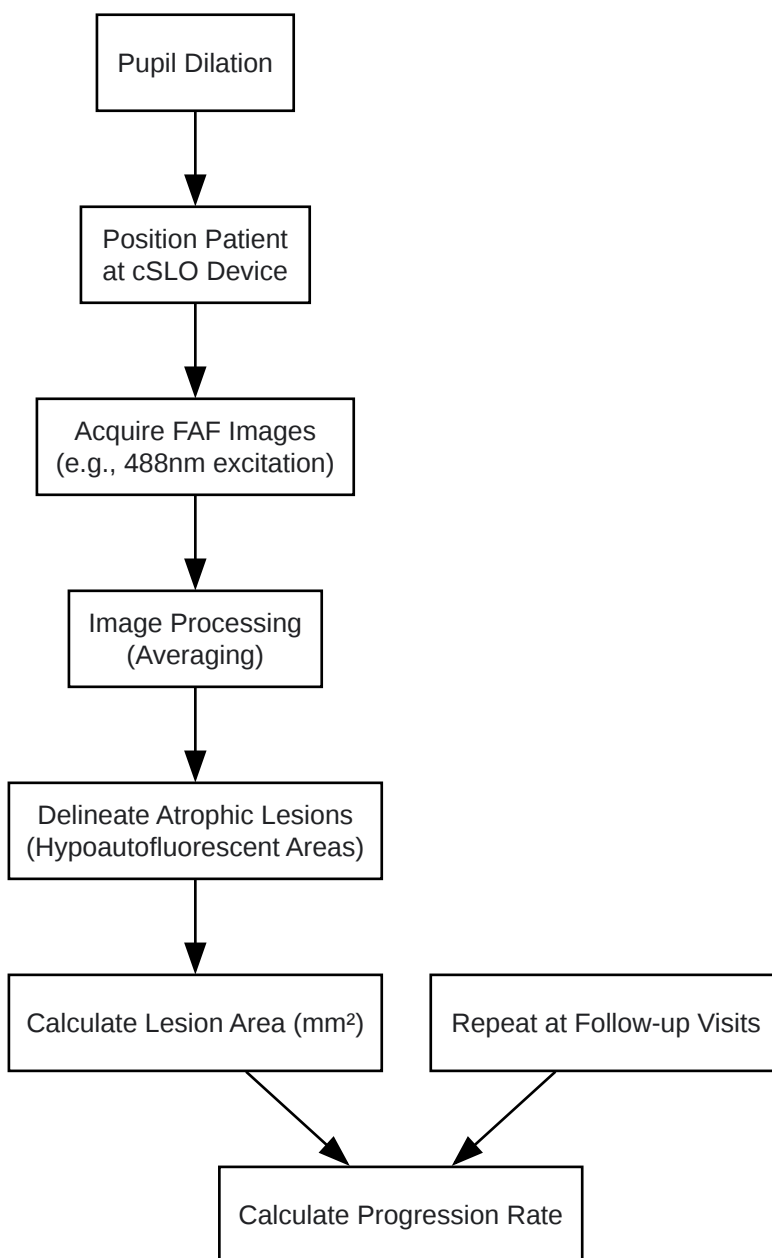 Pupil Dilation
Position Patient
at cSLO Device
Acquire FAF Images
(e.g., 488nm excitation)
Image Processing
(Averaging)
Delineate Atrophic Lesions
(Hypoautofluorescent Areas)
Calculate Lesion Area (mm²)
Repeat at Follow-up Visits
Calculate Progression Rate